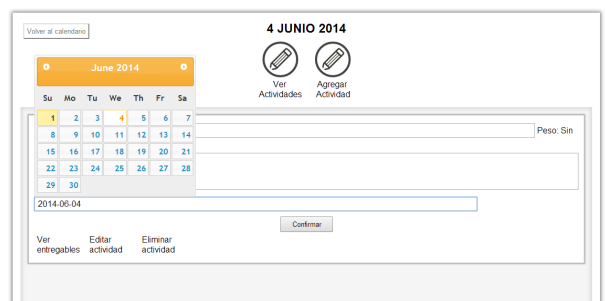 Volver al calendario
4 JUNIO 2014
Ver
Actividades
Agregar
Actividad
June 2014
Su Mo Tu We Th Fr Sa
1 2 3 4 5 6 7
8 9 10 11 12 13 14
15 16 17 18 19 20 21
22 23 24 25 26 27 28
29 30
Peso: Sin
2014-06-04
Confirmar
Ver
entregables
Editar
actividad
Eliminar
actividad